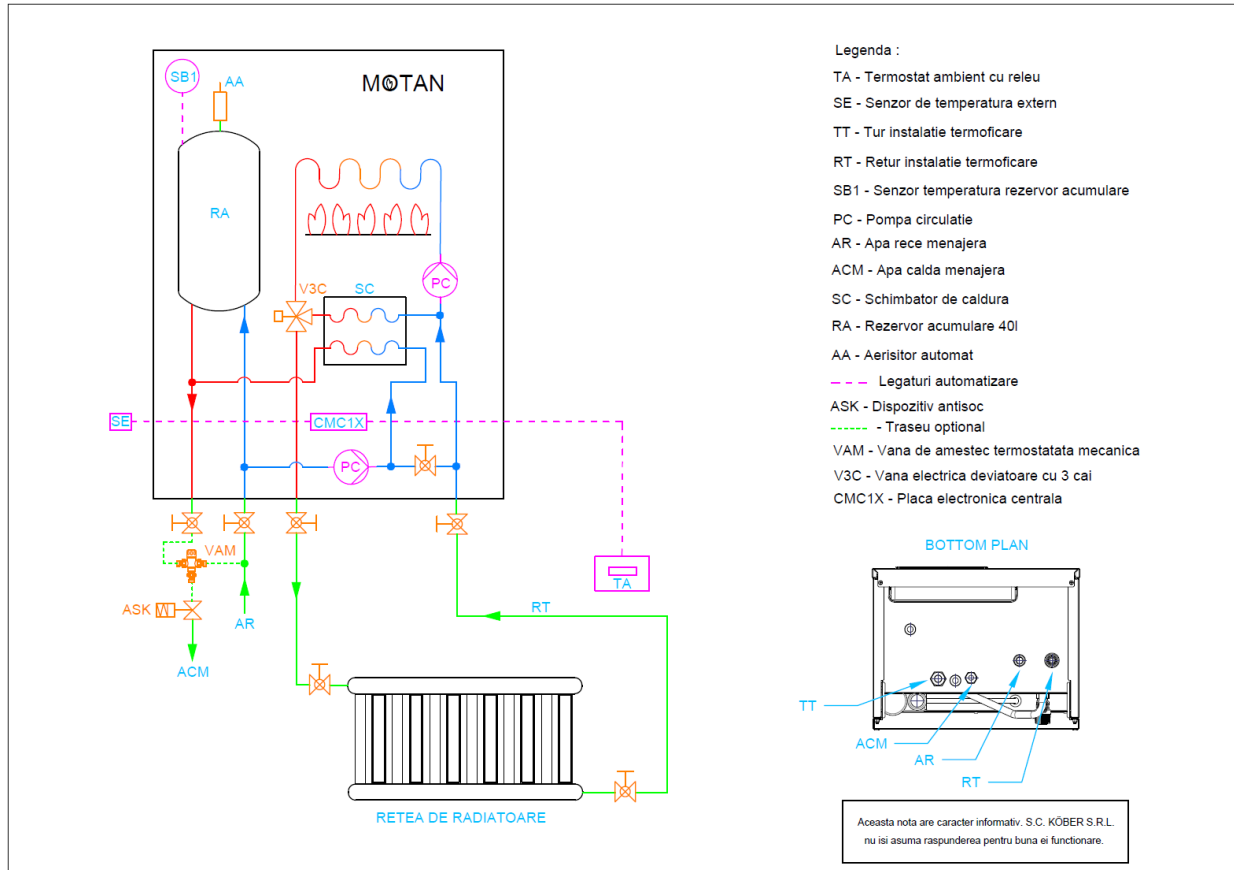 MOTAN
SB1
AA
RA
PC
V3C
SC
SE
CMC1X
PC
VAM
TA
ASK
AR
RT
ACM
RETEA DE RADIATOARE
Legenda :
TA - Termostat ambient cu releu
SE - Senzor de temperatura extern
TT - Tur instalatie termoficare
RT - Retur instalatie termoficare
SB1 - Senzor temperatura rezervor acumulare
PC - Pompa circulatie
AR - Apa rece menajera
ACM - Apa calda menajera
SC - Schimbator de caldura
RA - Rezervor acumulare 40l
AA - Aerisitor automat
Legaturi automatizare
ASK - Dispozitiv antisoc
- Traseu optional
VAM - Vana de amestec termostatata mecanica
V3C - Vana electrica deviatoare cu 3 cai
CMC1X - Placa electronica centrala
BOTTOM PLAN
TT
ACM
AR
RT
Aceasta nota are caracter informativ. S.C. KÖBER S.R.L.
nu isi asuma raspunderea pentru buna ei functionare.